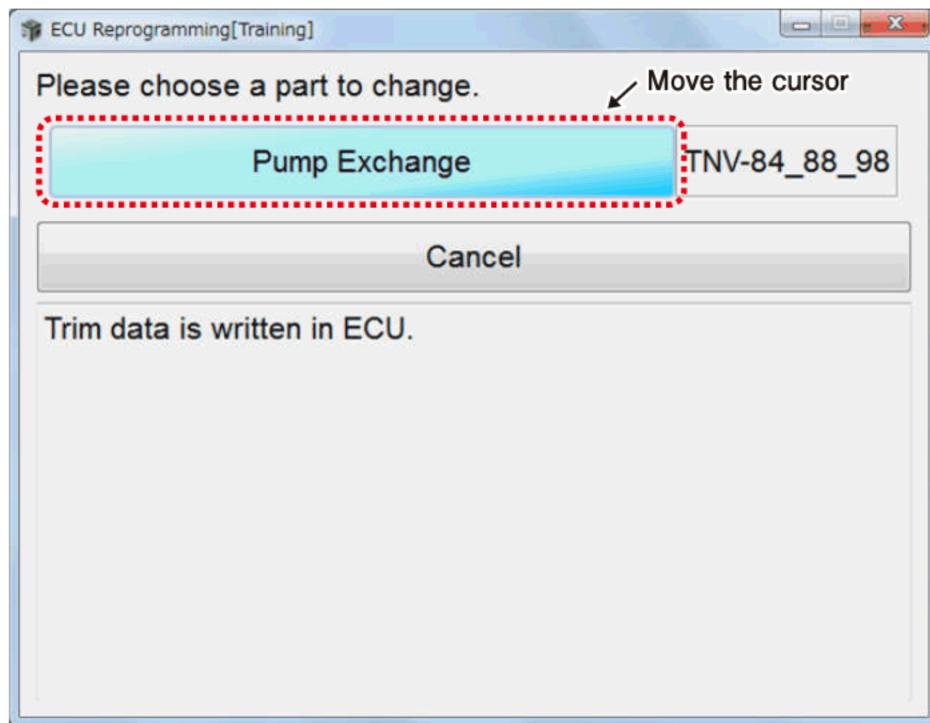 ECU Reprogramming[Training]
Please choose a part to change.
Move the cursor
Pump Exchange
TNV-84_88_98
Cancel
Trim data is written in ECU.